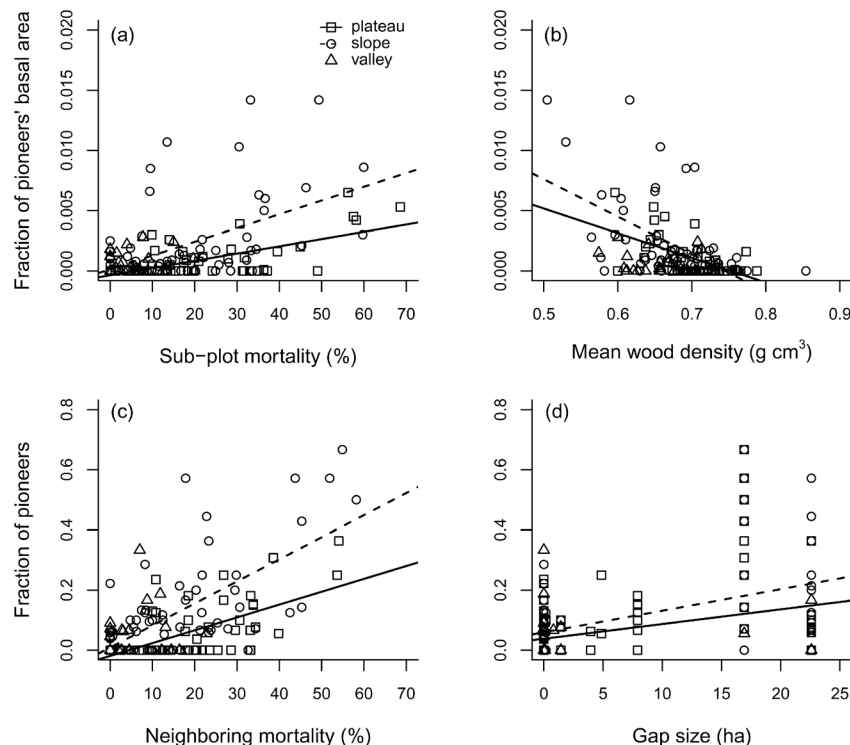 (a)
plateau
slope
valley
Fraction of pioneers' basal area
0.000 0.005 0.010 0.015 0.020
0 10 20 30 40 50 60 70
Sub−plot mortality (%)
(b)
0.000 0.005 0.010 0.015 0.020
0.5 0.6 0.7 0.8 0.9
Mean wood density (g cm3)
(c)
Fraction of pioneers
0.0 0.2 0.4 0.6 0.8
0 10 20 30 40 50 60 70
Neighboring mortality (%)
(d)
0.0 0.2 0.4 0.6 0.8
0 5 10 15 20 25
Gap size (ha)